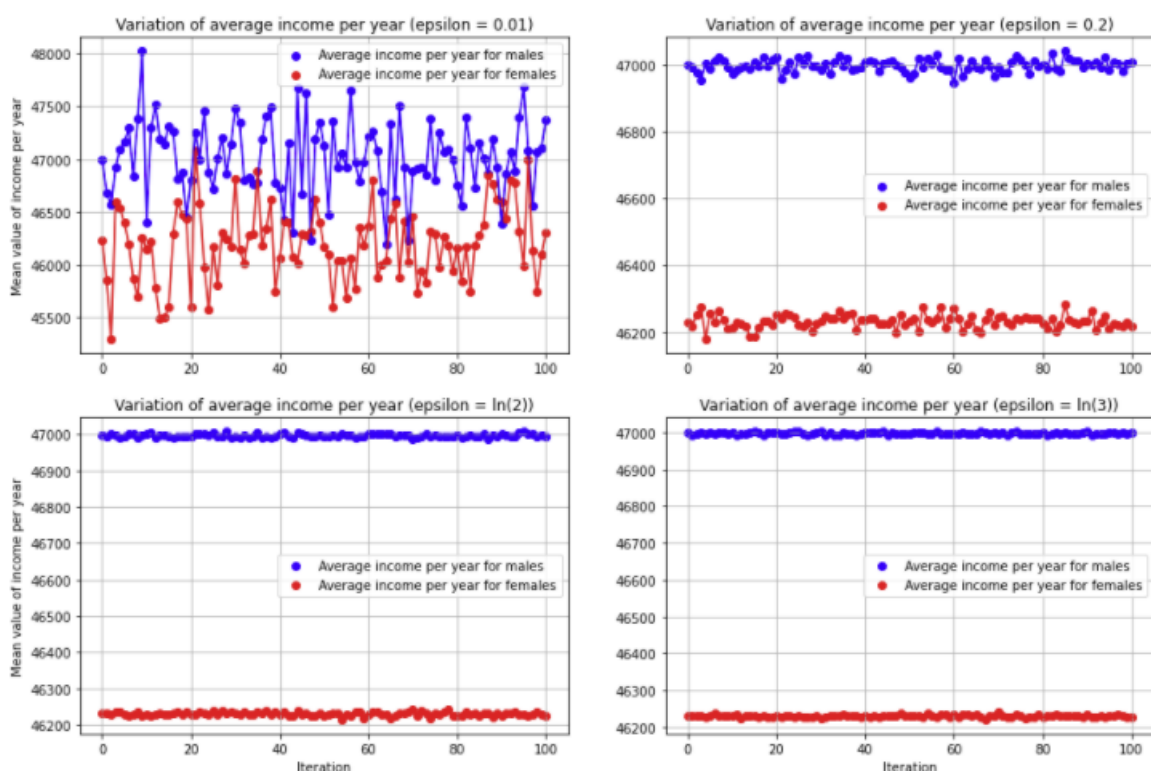 Variation of average income per year (epsilon = 0.01)
Mean value of income per year
48000
47500
47000
46500
46000
45500
0 20 40 60 80 100
Average income per year for males
Average income per year for females
Variation of average income per year (epsilon = 0.2)
47000
46800
46600
46400
46200
0 20 40 60 80 100
Average income per year for males
Average income per year for females
Variation of average income per year (epsilon = ln(2))
Mean value of income per year
47000
46900
46800
46700
46600
46500
46400
46300
46200
0 20 40 60 80 100
Iteration
Average income per year for males
Average income per year for females
Variation of average income per year (epsilon = ln(3))
47000
46900
46800
46700
46600
46500
46400
46300
46200
0 20 40 60 80 100
Iteration
Average income per year for males
Average income per year for females